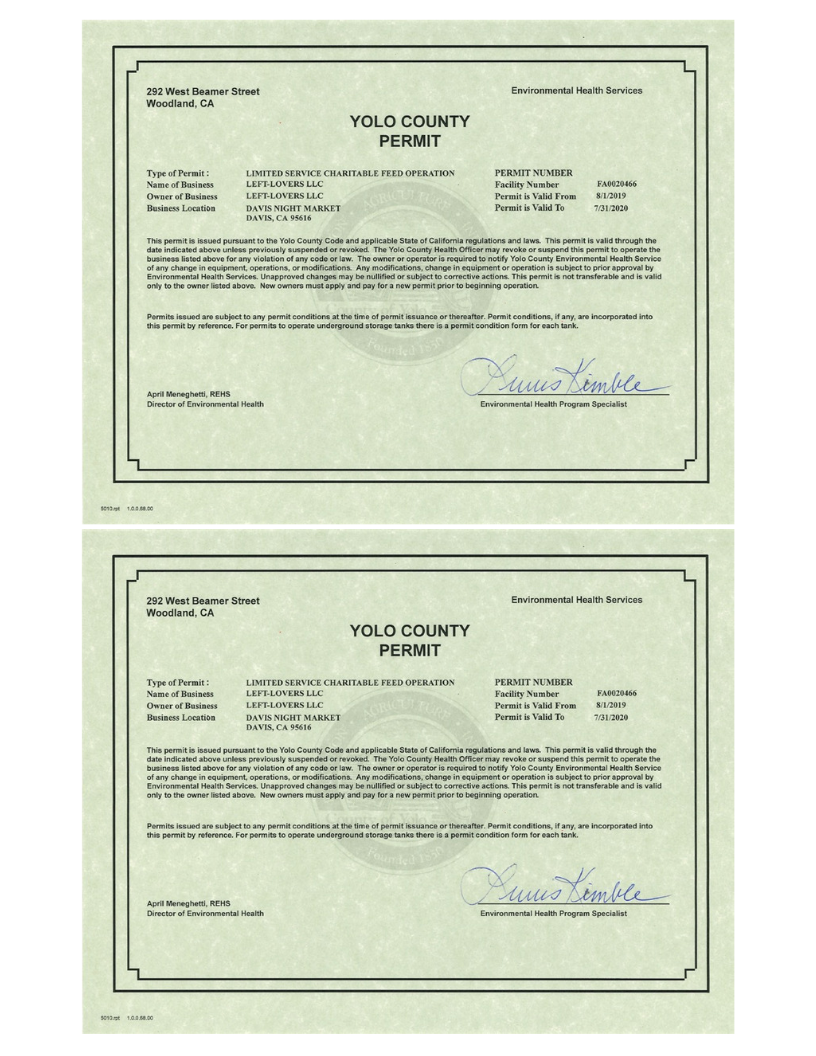 292 West Beamer Street
Woodland, CA
Environmental Health Services
YOLO COUNTY
PERMIT
Type of Permit : LIMITED SERVICE CHARITABLE FEED OPERATION
Name of Business LEFT-LOVERS LLC
Owner of Business LEFT-LOVERS LLC
Business Location DAVIS NIGHT MARKET
DAVIS, CA 95616
PERMIT NUMBER
Facility Number FA0020466
Permit is Valid From 8/1/2019
Permit is Valid To 7/31/2020
This permit is issued pursuant to the Yolo County Code and applicable State of California regulations and laws. This permit is valid through the
date indicated above unless previously suspended or revoked. The Yolo County Health Officer may revoke or suspend this permit to operate the
business listed above for any violation of any code or law. The owner or operator is required to notify Yolo County Environmental Health Service
of any change in equipment, operations, or modifications. Any modifications, change in equipment or operation is subject to prior approval by
Environmental Health Services. Unapproved changes may be nullified or subject to corrective actions. This permit is not transferable and is valid
only to the owner listed above. New owners must apply and pay for a new permit prior to beginning operation.
Permits issued are subject to any permit conditions at the time of permit issuance or thereafter. Permit conditions, if any, are incorporated into
this permit by reference. For permits to operate underground storage tanks there is a permit condition form for each tank.
Kimble
April Meneghetti, REHS
Director of Environmental Health
Environmental Health Program Specialist
5010.rpt 1.0.0.88.00
292 West Beamer Street
Woodland, CA
Environmental Health Services
YOLO COUNTY
PERMIT
Type of Permit : LIMITED SERVICE CHARITABLE FEED OPERATION
Name of Business LEFT-LOVERS LLC
Owner of Business LEFT-LOVERS LLC
Business Location DAVIS NIGHT MARKET
DAVIS, CA 95616
PERMIT NUMBER
Facility Number FA0020466
Permit is Valid From 8/1/2019
Permit is Valid To 7/31/2020
This permit is issued pursuant to the Yolo County Code and applicable State of California regulations and laws. This permit is valid through the
date indicated above unless previously suspended or revoked. The Yolo County Health Officer may revoke or suspend this permit to operate the
business listed above for any violation of any code or law. The owner or operator is required to notify Yolo County Environmental Health Service
of any change in equipment, operations, or modifications. Any modifications, change in equipment or operation is subject to prior approval by
Environmental Health Services. Unapproved changes may be nullified or subject to corrective actions. This permit is not transferable and is valid
only to the owner listed above. New owners must apply and pay for a new permit prior to beginning operation.
Permits issued are subject to any permit conditions at the time of permit issuance or thereafter. Permit conditions, if any, are incorporated into
this permit by reference. For permits to operate underground storage tanks there is a permit condition form for each tank.
Kimble
April Meneghetti, REHS
Director of Environmental Health
Environmental Health Program Specialist
5010.rpt 1.0.0.88.00